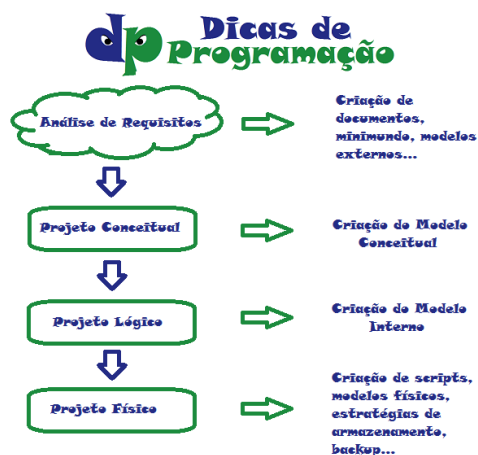 dp Dicas de
Programação
Análise de Requisitos
Criação de
documentos,
minimundo, modelos
externos...
Projeto Conceitual
Criação do Modelo
Conceitual
Projeto Lógico
Criação do Modelo
Interno
Projeto Físico
Criação de scripts,
modelos físicos,
estratégias de
armazenamento,
backup...